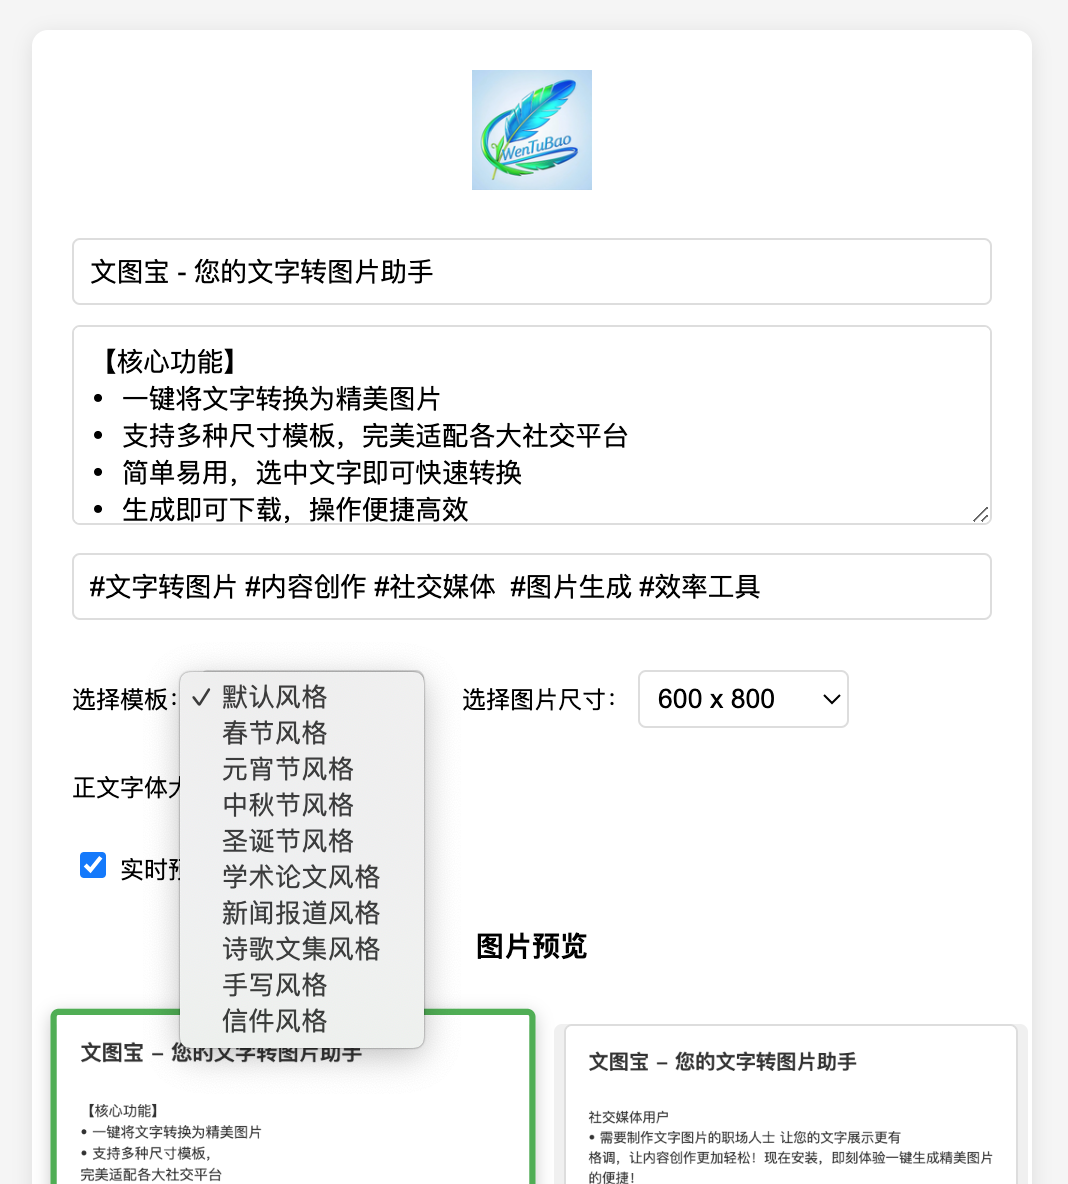 WenTuBao
文图宝 - 您的文字转图片助手
【核心功能】
• 一键将文字转换为精美图片
• 支持多种尺寸模板，完美适配各大社交平台
• 简单易用，选中文字即可快速转换
• 生成即可下载，操作便捷高效
#文字转图片 #内容创作 #社交媒体  #图片生成 #效率工具
选择模板：
✓ 默认风格
春节风格
元宵节风格
中秋节风格
圣诞节风格
学术论文风格
新闻报道风格
诗歌文集风格
手写风格
信件风格
选择图片尺寸：
600 x 800
正文字体
实时
图片预览
文图宝 – 您的文字转图片助手
【核心功能】
• 一键将文字转换为精美图片
• 支持多种尺寸模板，
完美适配各大社交平台
文图宝 – 您的文字转图片助手
社交媒体用户
• 需要制作文字图片的职场人士 让您的文字展示更有
格调，让内容创作更加轻松！现在安装，即刻体验一键生成精美图片
的便捷！